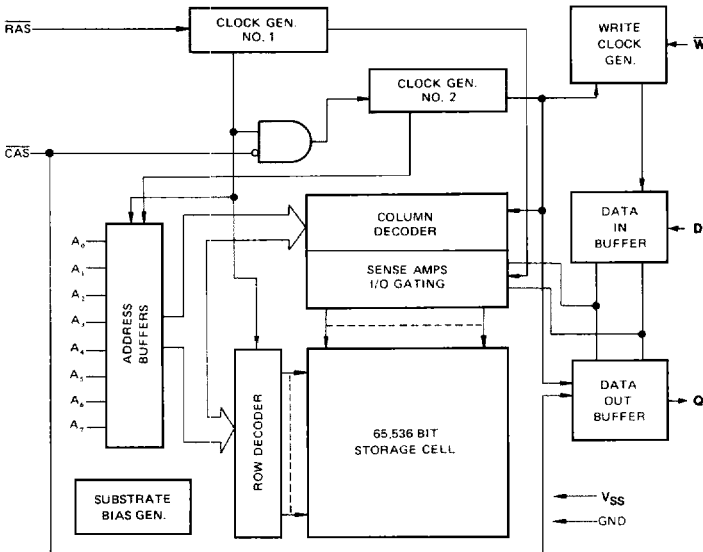 RAS
CLOCK GEN.
NO. 1
WRITE
CLOCK
GEN.
W
CLOCK GEN.
NO. 2
CAS
COLUMN
DECODER
DATA
IN
BUFFER
D
SENSE AMPS
I/O GATING
A₀
A₁
A₂
A₃
A₄
A₅
A₆
A₇
ADDRESS
BUFFERS
ROW DECODER
65,536 BIT
STORAGE CELL
DATA
OUT
BUFFER
Q
SUBSTRATE
BIAS GEN.
VSS
GND